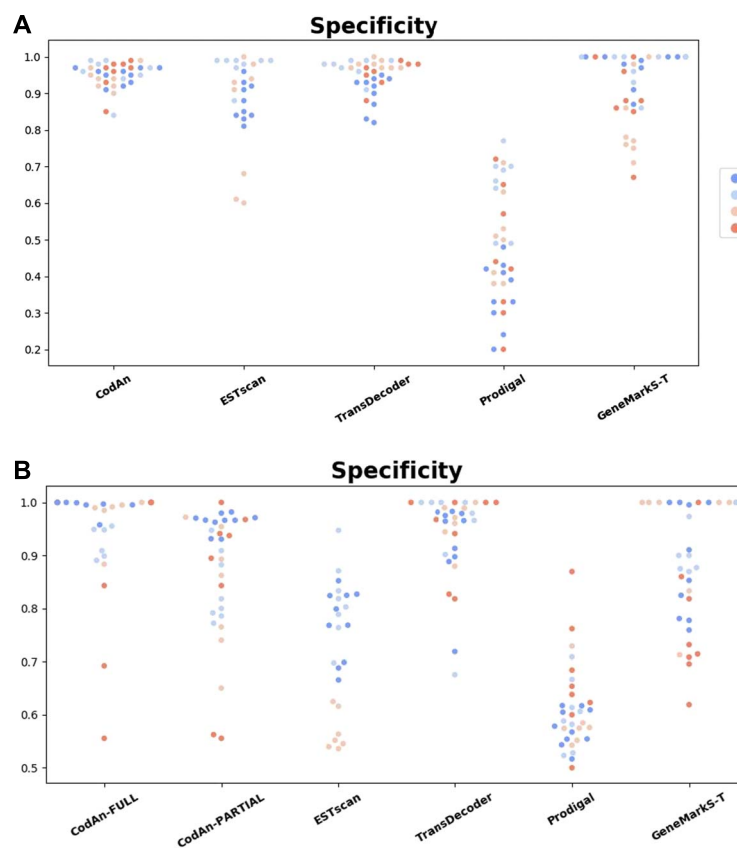 A
Specificity
1.0
0.9
0.8
0.7
0.6
0.5
0.4
0.3
0.2
CodAn
ESTscan
TransDecoder
Prodigal
GeneMarkS-T
B
Specificity
1.0
0.9
0.8
0.7
0.6
0.5
CodAn-FULL
CodAn-PARTIAL
ESTscan
TransDecoder
Prodigal
GeneMarkS-T